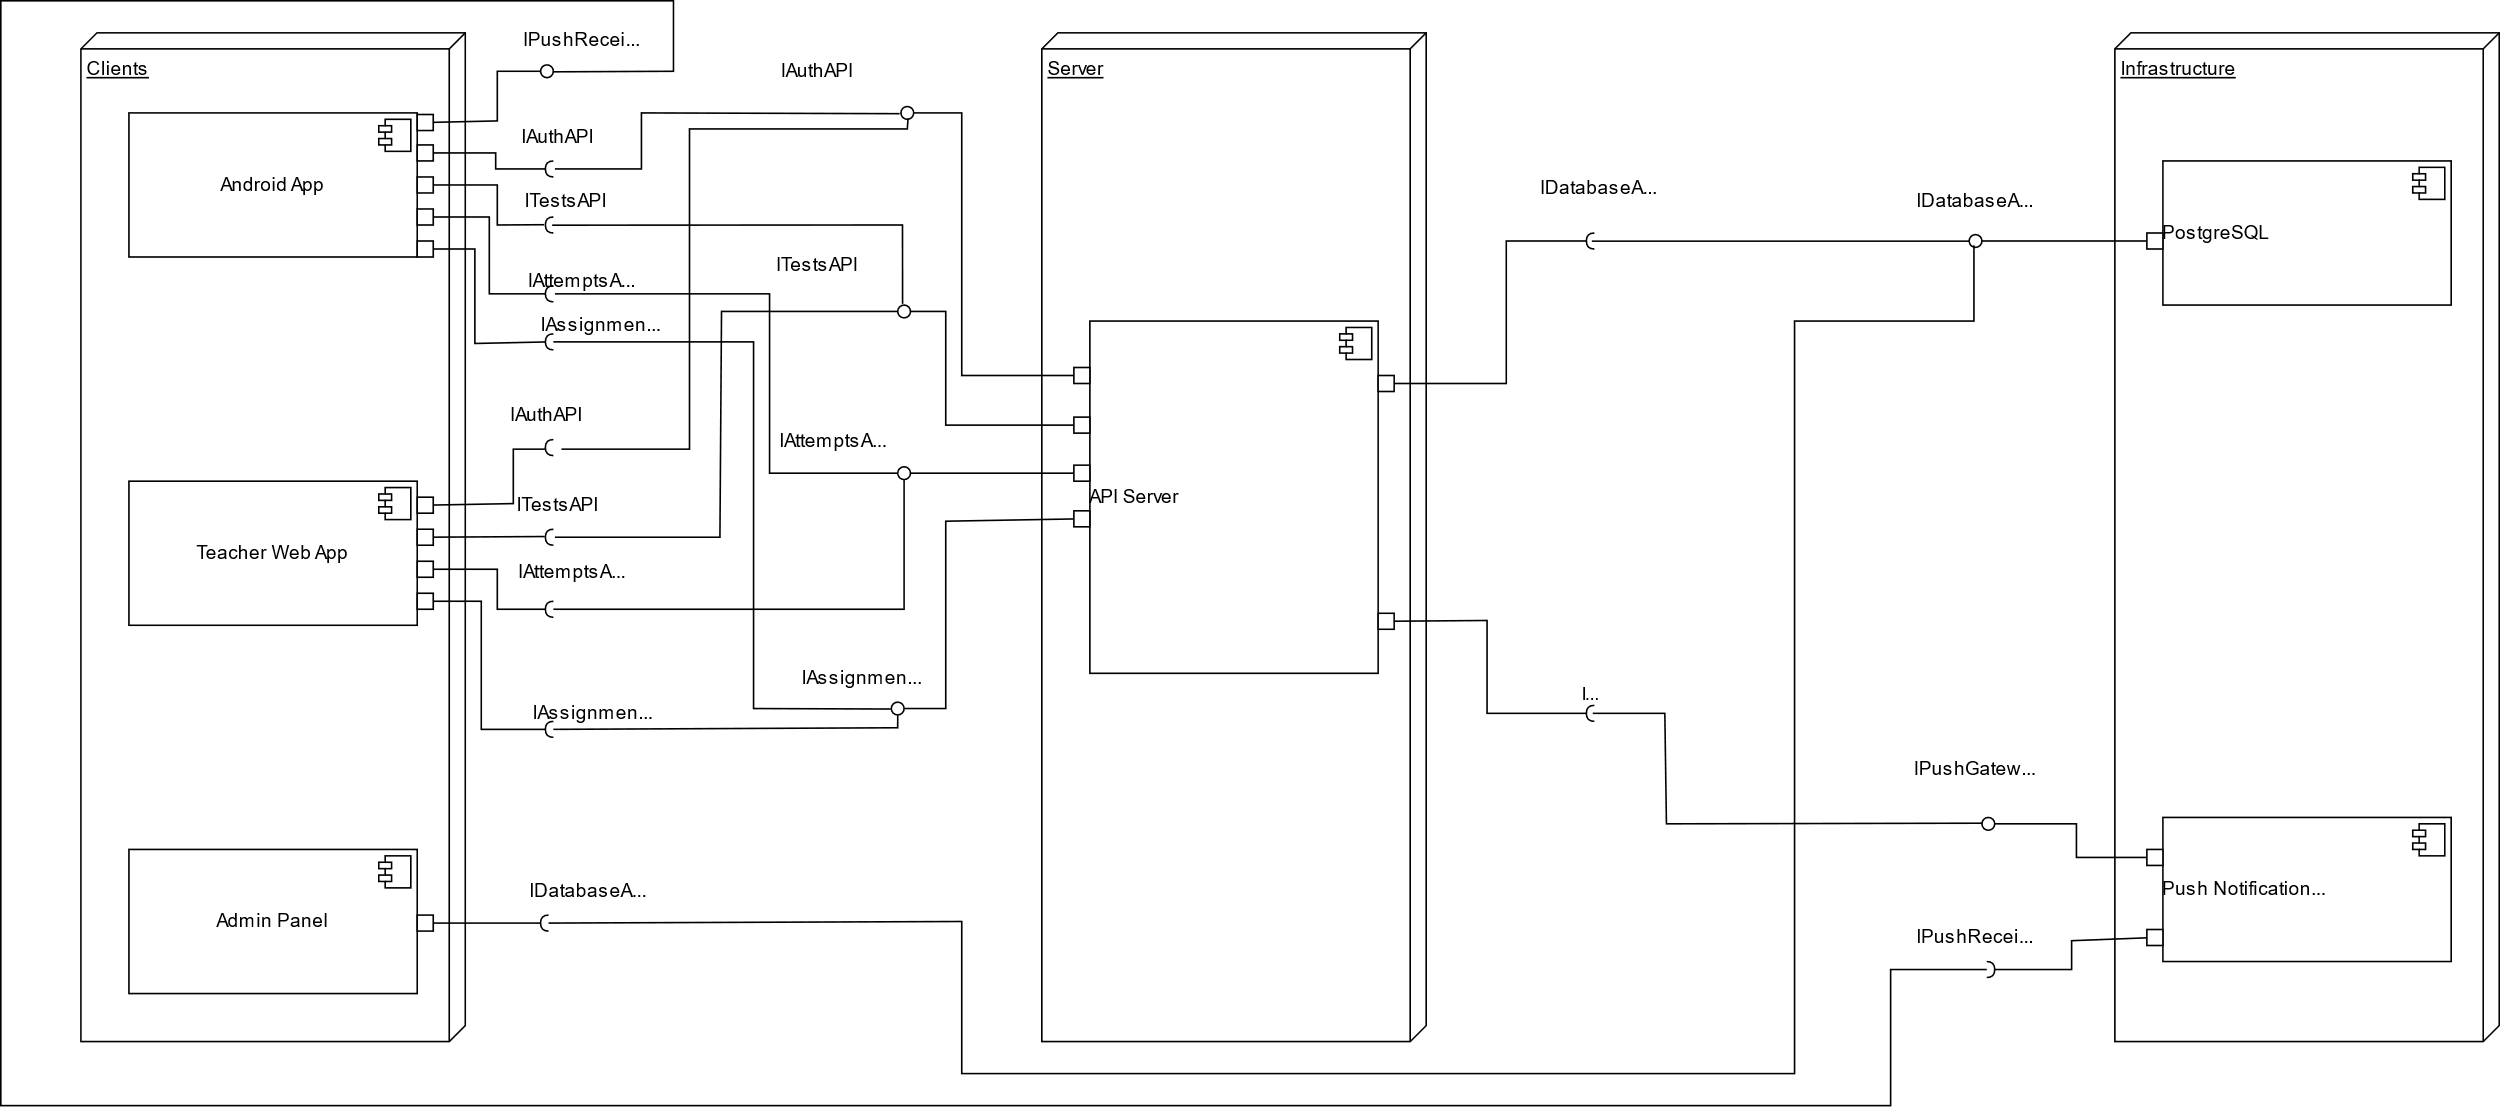 IPushRecei...
Clients
IAuthAPI
Server
Infrastructure
IAuthAPI
Android App
ITestsAPI
IDatabaseA...
IDatabaseA...
PostgreSQL
ITestsAPI
IAttemptsA...
IAssignmen...
IAuthAPI
IAttemptsA...
API Server
ITestsAPI
Teacher Web App
IAttemptsA...
IAssignmen...
I...
IAssignmen...
IPushGatew...
Push Notification...
IDatabaseA...
Admin Panel
IPushRecei...